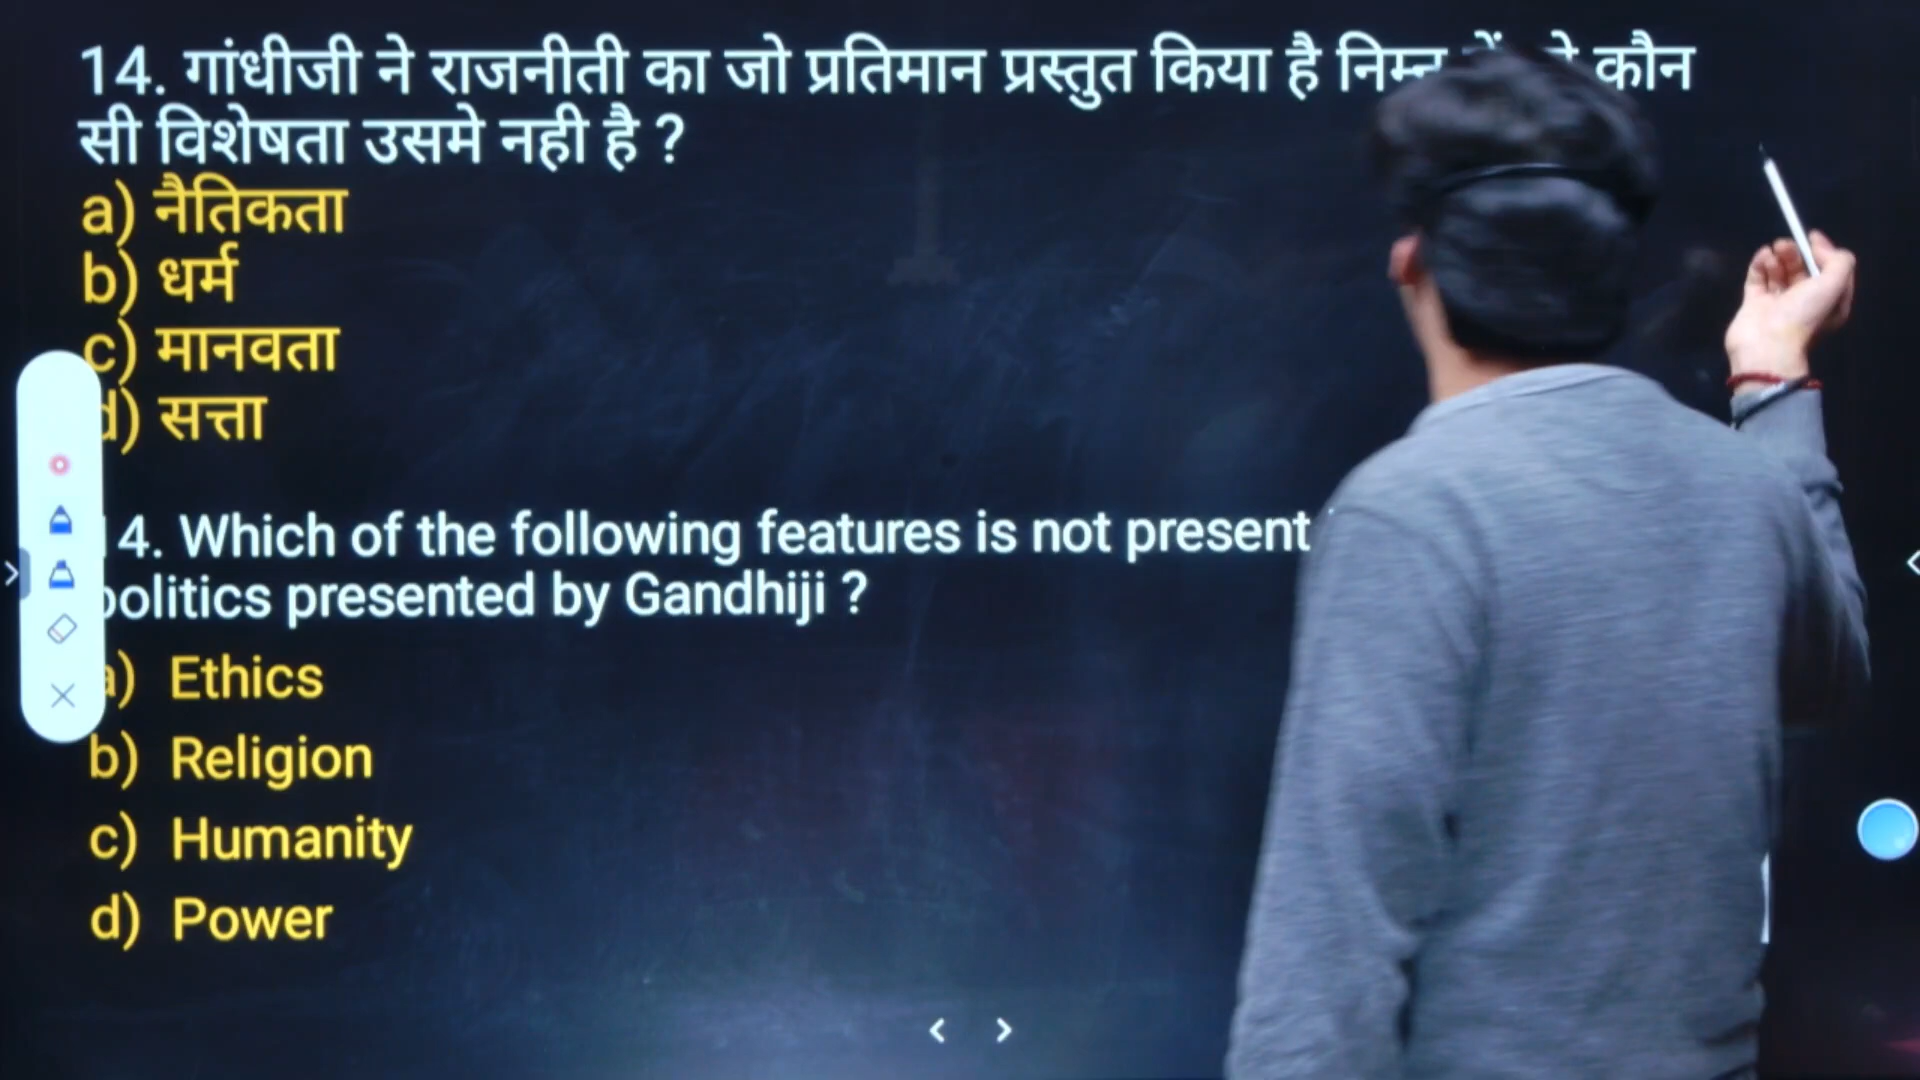 14. गांधीजी ने राजनीती का जो प्रतिमान प्रस्तुत किया है निम्न कौन
सी विशेषता उसमे नही है ?
a) नैतिकता
b) धर्म
c) मानवता
d) सत्ता
14. Which of the following features is not present
politics presented by Gandhiji ?
a) Ethics
b) Religion
c) Humanity
d) Power